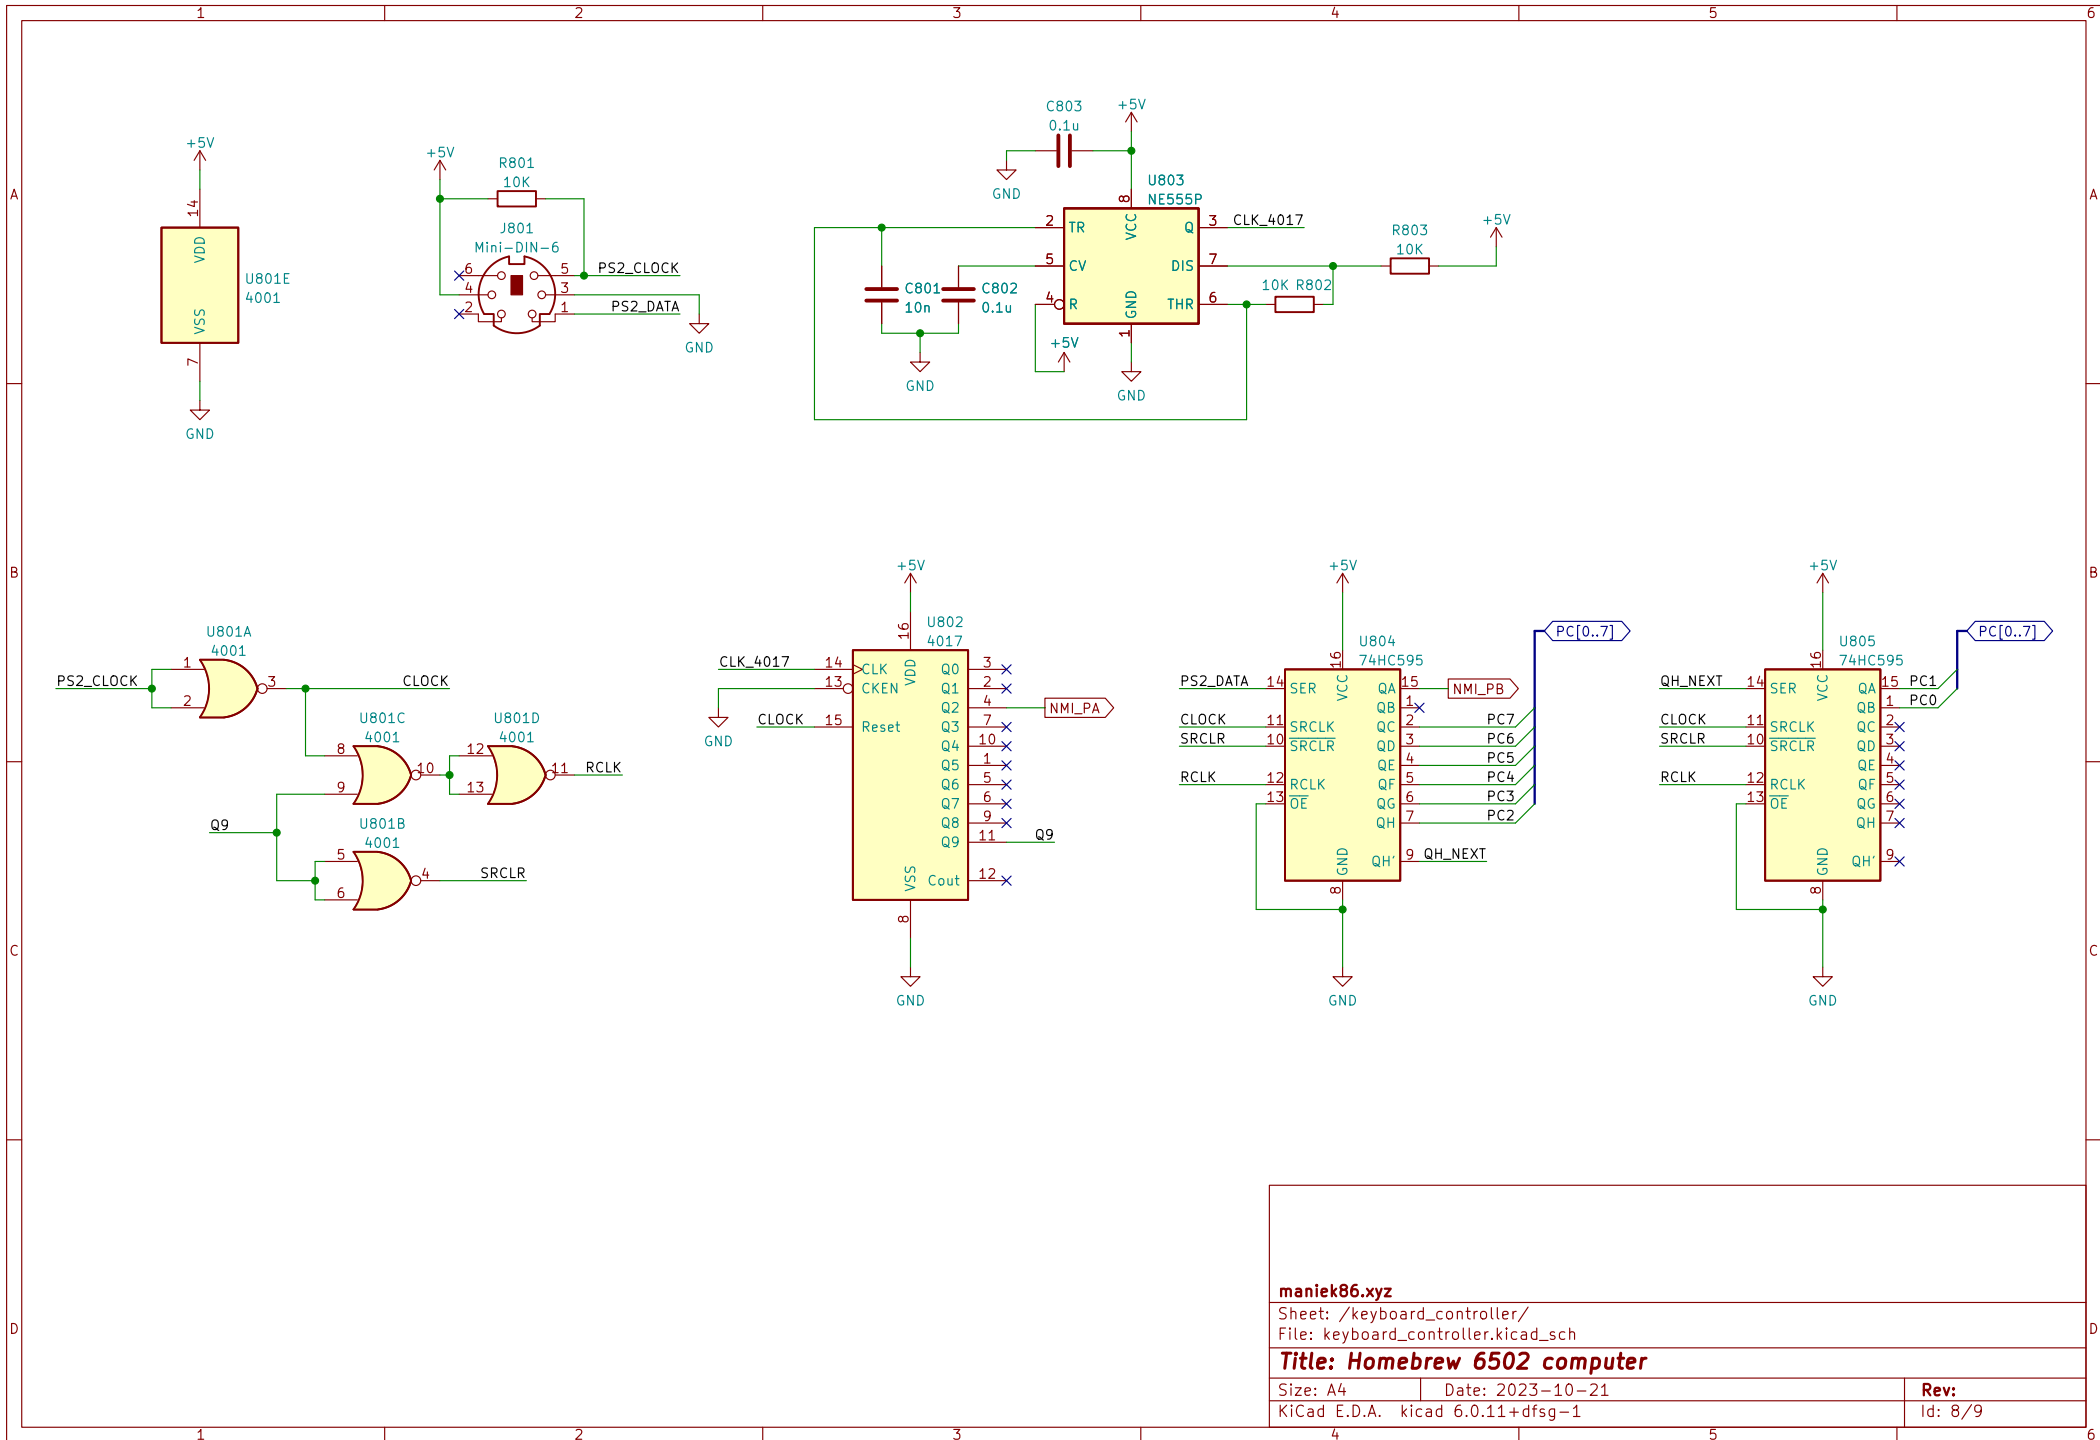 1 2 3 4 5 6
A
B
C
D
+5V
14
VDD
VSS
7
U801E
4001
GND
+5V
R801
10K
J801
Mini-DIN-6
6 5 PS2_CLOCK
4 3
2 1 PS2_DATA
GND
C803
0.1u
+5V
GND
U803
NE555P
8
VCC
2 TR Q 3 CLK_4017
5 CV DIS 7
4 R GND THR 6
1
+5V
GND
C801
10n
C802
0.1u
GND
R803
10K
+5V
10K R802
U801A
4001
PS2_CLOCK
1
2
3
CLOCK
U801C
4001
8
9
10
U801D
4001
12
13
11
RCLK
Q9
U801B
4001
5
6
4
SRCLR
+5V
16
U802
4017
VDD
CLK_4017 14 CLK Q0 3
13 CKEN Q1 2
Q2 4 NMI_PA
CLOCK 15 Reset Q3 7
Q4 10
Q5 1
Q6 5
Q7 6
Q8 9
Q9 11 Q9
Cout 12
VSS
8
GND
GND
+5V
U804
74HC595
16
VCC
PS2_DATA 14 SER QA 15 NMI_PB
QB 1
CLOCK 11 SRCLK QC 2 PC7
SRCLR 10 SRCLR QD 3 PC6
QE 4 PC5
RCLK 12 RCLK QF 5 PC4
13 OE QG 6 PC3
QH 7 PC2
QH' 9 QH_NEXT
GND
8
GND
PC[0..7]
+5V
U805
74HC595
16
VCC
QH_NEXT 14 SER QA 15 PC1
QB 1 PC0
CLOCK 11 SRCLK QC 2
SRCLR 10 SRCLR QD 3
QE 4
RCLK 12 RCLK QF 5
13 OE QG 6
QH 7
QH' 9
GND
8
GND
PC[0..7]
A
B
C
D
maniek86.xyz
Sheet: /keyboard_controller/
File: keyboard_controller.kicad_sch
Title: Homebrew 6502 computer
Size: A4 Date: 2023-10-21 Rev:
KiCad E.D.A. kicad 6.0.11+dfsg-1 Id: 8/9
1 2 3 4 5 6